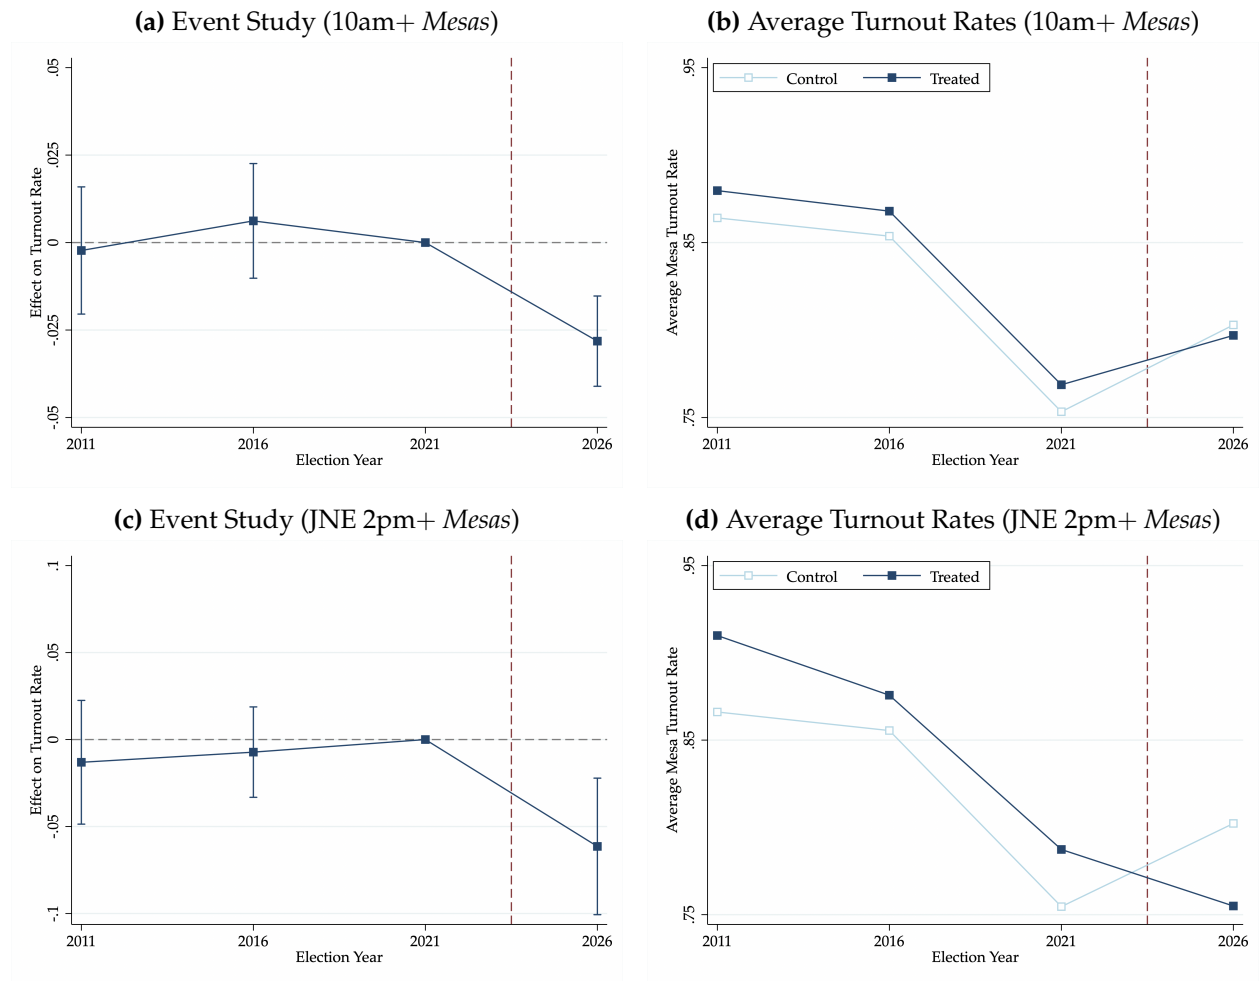 (a) Event Study (10am+ Mesas)
.05
.025
0
-.025
-.05
Effect on Turnout Rate
2011 2016 2021 2026
Election Year
(b) Average Turnout Rates (10am+ Mesas)
Control Treated
.95
.85
.75
Average Mesa Turnout Rate
2011 2016 2021 2026
Election Year
(c) Event Study (JNE 2pm+ Mesas)
.1
.05
0
-.05
-.1
Effect on Turnout Rate
2011 2016 2021 2026
Election Year
(d) Average Turnout Rates (JNE 2pm+ Mesas)
Control Treated
.95
.85
.75
Average Mesa Turnout Rate
2011 2016 2021 2026
Election Year